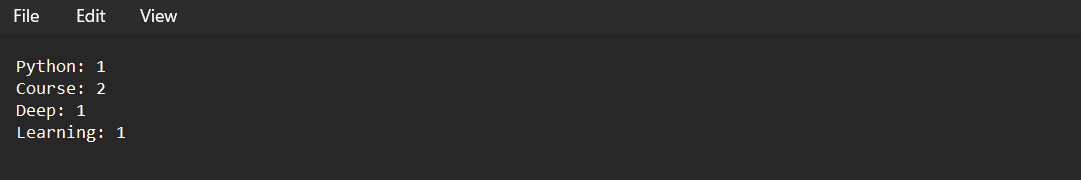 File Edit View
Python: 1
Course: 2
Deep: 1
Learning: 1